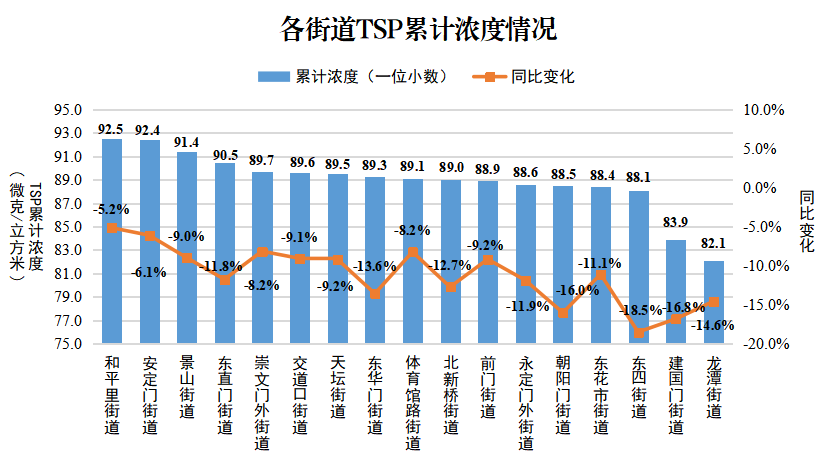 各街道TSP累计浓度情况
累计浓度（一位小数） 同比变化
TSP累计浓度
（微克/立方米）
95.0
93.0
91.0
89.0
87.0
85.0
83.0
81.0
79.0
77.0
75.0
92.5 92.4 91.4 90.5 89.7 89.6 89.5 89.3 89.1 89.0 88.9 88.6 88.5 88.4 88.1 83.9 82.1
-5.2% -6.1% -9.0% -11.8% -8.2% -9.1% -9.2% -13.6% -8.2% -12.7% -9.2% -11.9% -16.0% -11.1% -18.5% -16.8% -14.6%
10.0%
5.0%
0.0%
-5.0%
-10.0%
-15.0%
-20.0%
同比变化
和平里街道
安定门街道
景山街道
东直门街道
崇文门外街道
交道口街道
天坛街道
东华门街道
体育馆路街道
北新桥街道
前门街道
永定门外街道
朝阳门街道
东花市街道
东四街道
建国门街道
龙潭街道